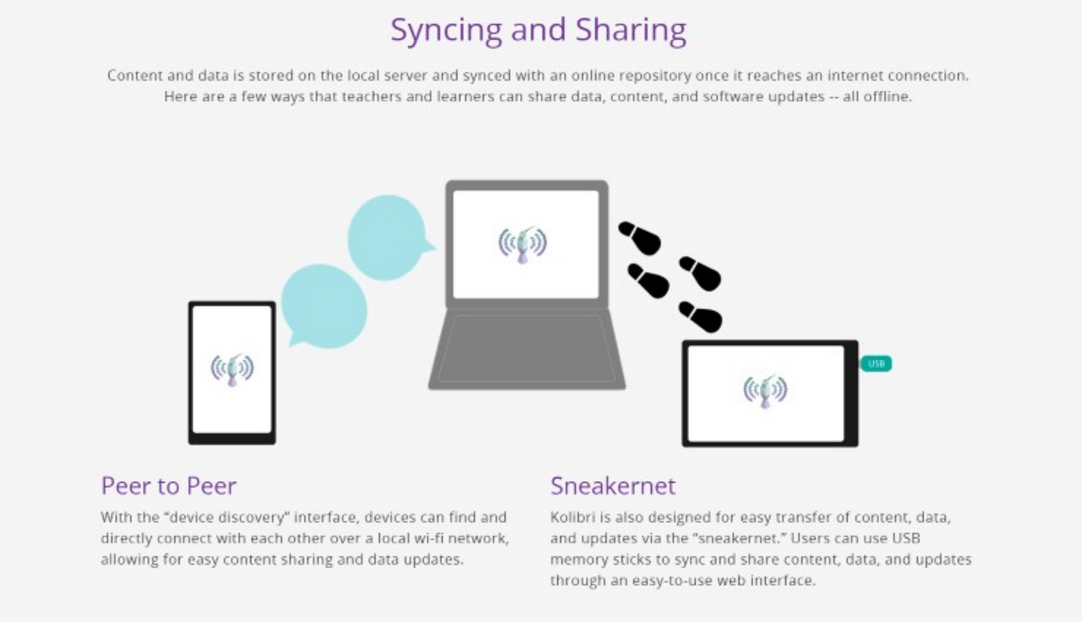 Syncing and Sharing
Content and data is stored on the local server and synced with an online repository once it reaches an internet connection.
Here are a few ways that teachers and learners can share data, content, and software updates -- all offline.
USB
Peer to Peer
With the “device discovery” interface, devices can find and
directly connect with each other over a local wi-fi network,
allowing for easy content sharing and data updates.
Sneakernet
Kolibri is also designed for easy transfer of content, data,
and updates via the “sneakernet.” Users can use USB
memory sticks to sync and share content, data, and updates
through an easy-to-use web interface.